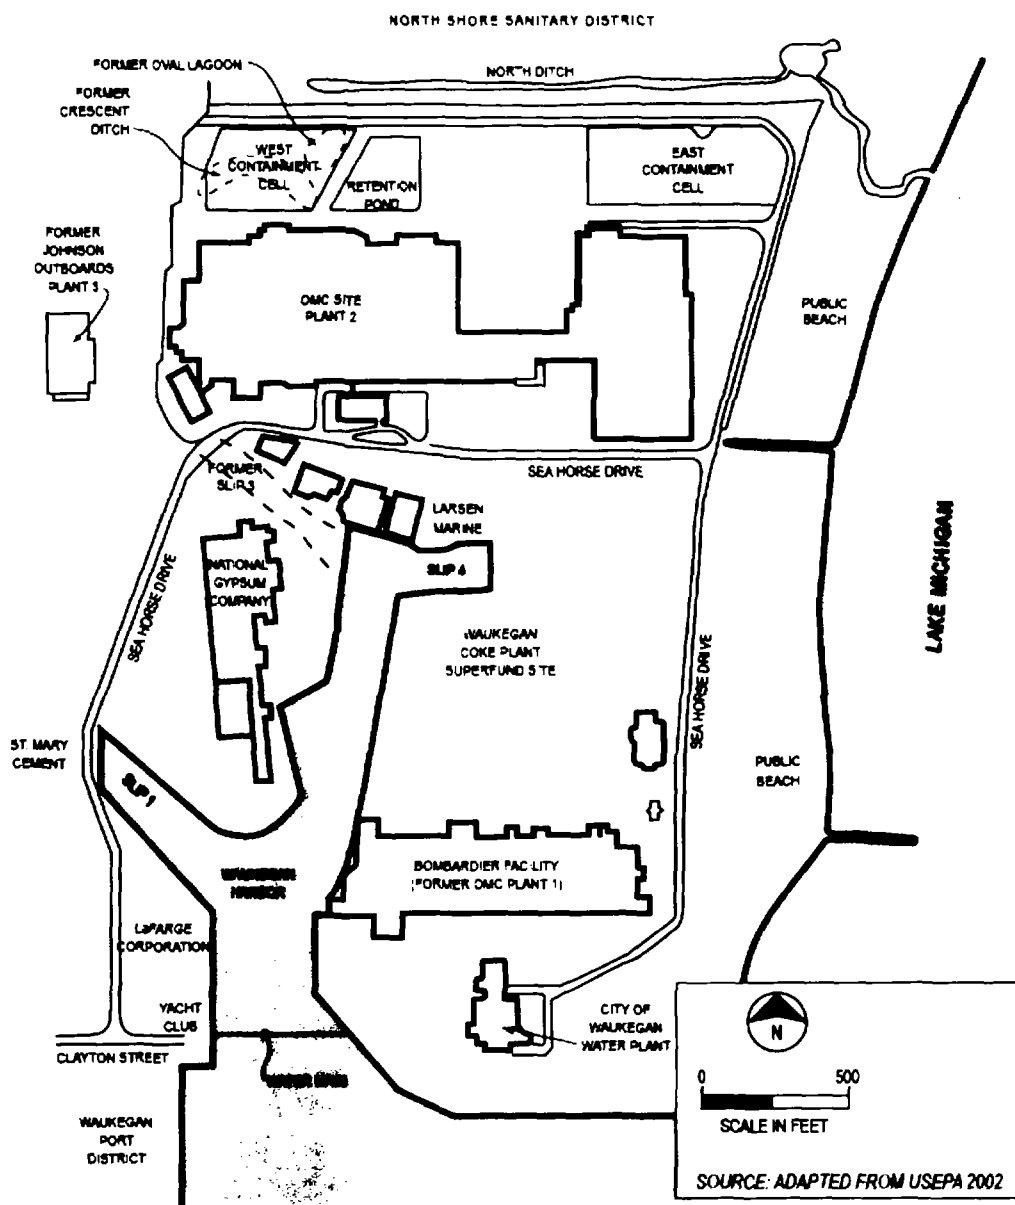 NORTH SHORE SANITARY DISTRICT
FORMER OVAL LAGOON
NORTH DITCH
FORMER
CRESCENT
DITCH
WEST
CONTAINMENT
CELL
RETENTION
POND
EAST
CONTAINMENT
CELL
FORMER
JOHNSON
OUTBOARDS
PLANT 3
OMC SITE
PLANT 2
PUBLIC
BEACH
SEA HORSE DRIVE
FORMER
SLIP 3
LARSEN
MARINE
SLIP 4
NATIONAL
GYPSUM
COMPANY
SEA HORSE DRIVE
LAKE MICHIGAN
WAUKEGAN
COKE PLANT
SUPERFUND SITE
SEA HORSE DRIVE
ST. MARY
CEMENT
SLIP 1
PUBLIC
BEACH
WAUKEGAN
HARBOR
BOMBARDIER FACILITY
(FORMER OMC PLANT 1)
LaFARGE
CORPORATION
YACHT
CLUB
CITY OF
WAUKEGAN
WATER PLANT
CLAYTON STREET
WATER MAIN
WAUKEGAN
PORT
DISTRICT
N
0 500
SCALE IN FEET
SOURCE: ADAPTED FROM USEPA 2002